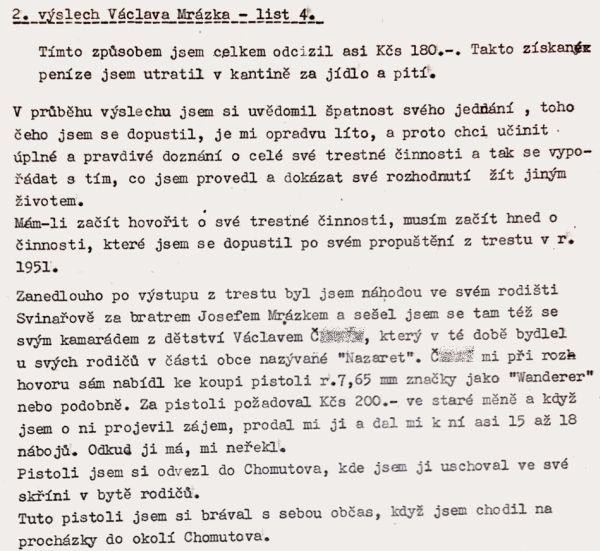 2. výslech Václava Mrázka - list 4.
Tímto způsobem jsem celkem odcizil asi Kčs 180.-. Takto získané
peníze jsem utratil v kantině za jídlo a pití.
V průběhu výslechu jsem si uvědomil špatnost svého jednání , toho
čeho jsem se dopustil, je mi opradvu líto, a proto chci učinit
úplné a pravdivé doznání o celé své trestné činnosti a tak se vypo-
řádat s tím, co jsem provedl a dokázat své rozhodnutí žít jiným
životem.
Mám-li začít hovořit o své trestné činnosti, musím začít hned o
činnosti, které jsem se dopustil po svém propuštění z trestu v r.
1951.
Zanedlouho po výstupu z trestu byl jsem náhodou ve svém rodišti
Svinařově za bratrem Josefem Mrázkem a sešel jsem se tam též se
svým kamarádem z dětství Václavem Č, který v té době bydlel
u svých rodičů v části obce nazývané "Nazaret". Č mi při roz
hovoru sám nabídl ke koupi pistoli r.7,65 mm značky jako "Wanderer"
nebo podobně. Za pistoli požadoval Kčs 200.- ve staré měně a když
jsem o ni projevil zájem, prodal mi ji a dal mi k ní asi 15 až 18
nábojů. Odkud ji má, mi neřekl.
Pistoli jsem si odvezl do Chomutova, kde jsem ji uschoval ve své
skříni v bytě rodičů.
Tuto pistoli jsem si brával s sebou občas, když jsem chodil na
procházky do okolí Chomutova.